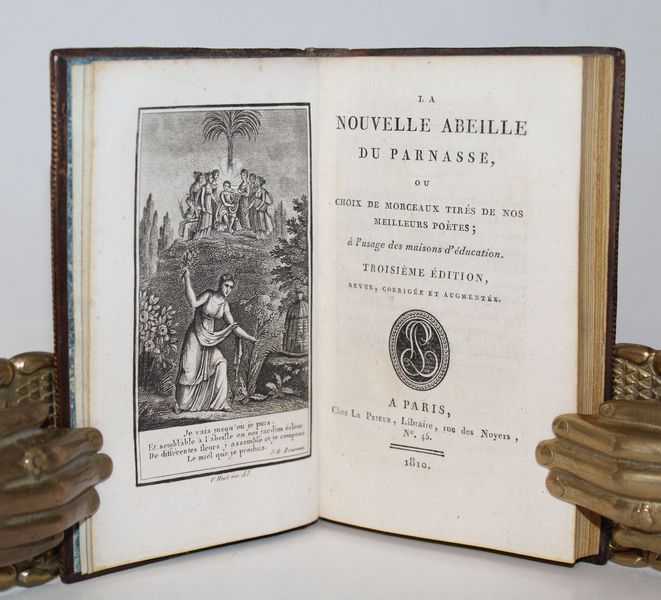 Je vais jusqu'où je puis.
Et semblable à l'abeille en nos jardins éclose
De différentes fleurs, j'assemble et je compose
Le miel que je produis. J. B. Rousseau
LA
NOUVELLE ABEILLE
DU PARNASSE,
OU
CHOIX DE MORCEAUX TIRÉS DE NOS
MEILLEURS POÈTES;
à l'usage des maisons d'éducation.
TROISIÈME ÉDITION,
REVUE, CORRIGÉE ET AUGMENTÉE.
A PARIS,
Chez LE PRIEUR, Libraire, rue des Noyers,
N°. 45.
1810.